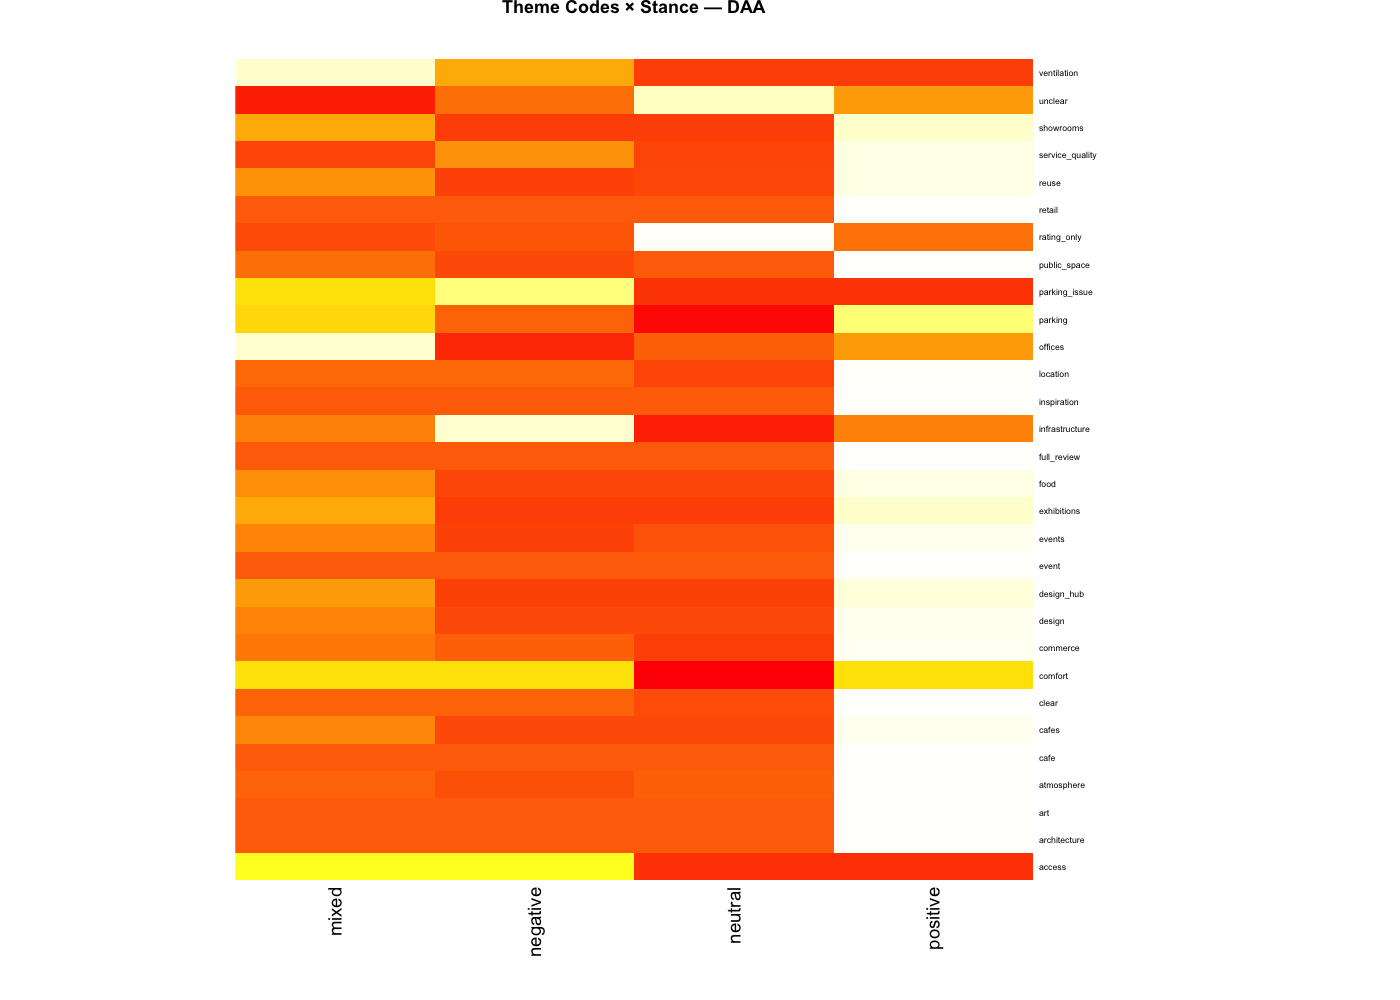 Theme Codes × Stance — DAA
ventilation
unclear
showrooms
service_quality
reuse
retail
rating_only
public_space
parking_issue
parking
offices
location
inspiration
infrastructure
full_review
food
exhibitions
events
event
design_hub
design
commerce
comfort
clear
cafes
cafe
atmosphere
art
architecture
access
mixed
negative
neutral
positive